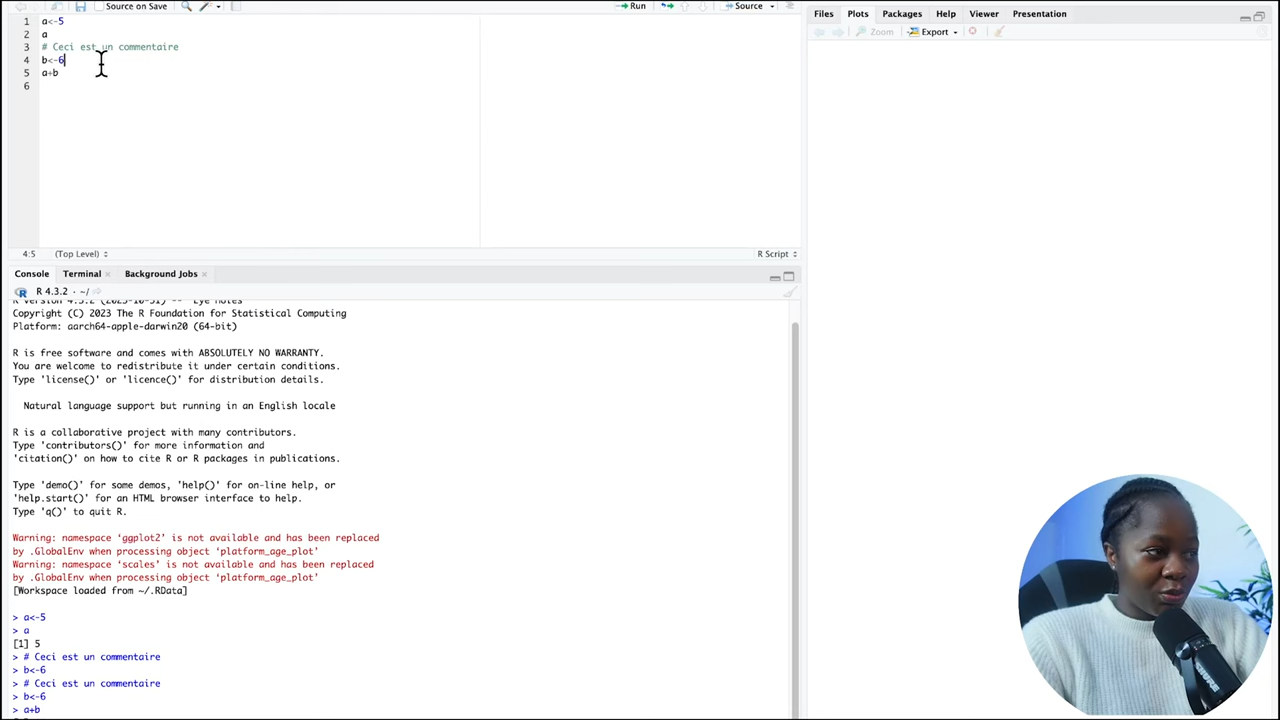 Source on Save
Run
Source
1 a<-5
2 a
3 # Ceci est un commentaire
4 b<-6
5 a+b
6
4:5 (Top Level) R Script
Files Plots Packages Help Viewer Presentation
Zoom Export
Console Terminal Background Jobs
R 4.3.2 · ~/
R version 4.3.2 (2023-10-31) -- "Eye Holes"
Copyright (C) 2023 The R Foundation for Statistical Computing
Platform: aarch64-apple-darwin20 (64-bit)
R is free software and comes with ABSOLUTELY NO WARRANTY.
You are welcome to redistribute it under certain conditions.
Type 'license()' or 'licence()' for distribution details.
Natural language support but running in an English locale
R is a collaborative project with many contributors.
Type 'contributors()' for more information and
'citation()' on how to cite R or R packages in publications.
Type 'demo()' for some demos, 'help()' for on-line help, or
'help.start()' for an HTML browser interface to help.
Type 'q()' to quit R.
Warning: namespace ‘ggplot2’ is not available and has been replaced
by .GlobalEnv when processing object ‘platform_age_plot’
Warning: namespace ‘scales’ is not available and has been replaced
by .GlobalEnv when processing object ‘platform_age_plot’
[Workspace loaded from ~/.RData]
> a<-5
> a
[1] 5
> # Ceci est un commentaire
> b<-6
> # Ceci est un commentaire
> b<-6
> a+b